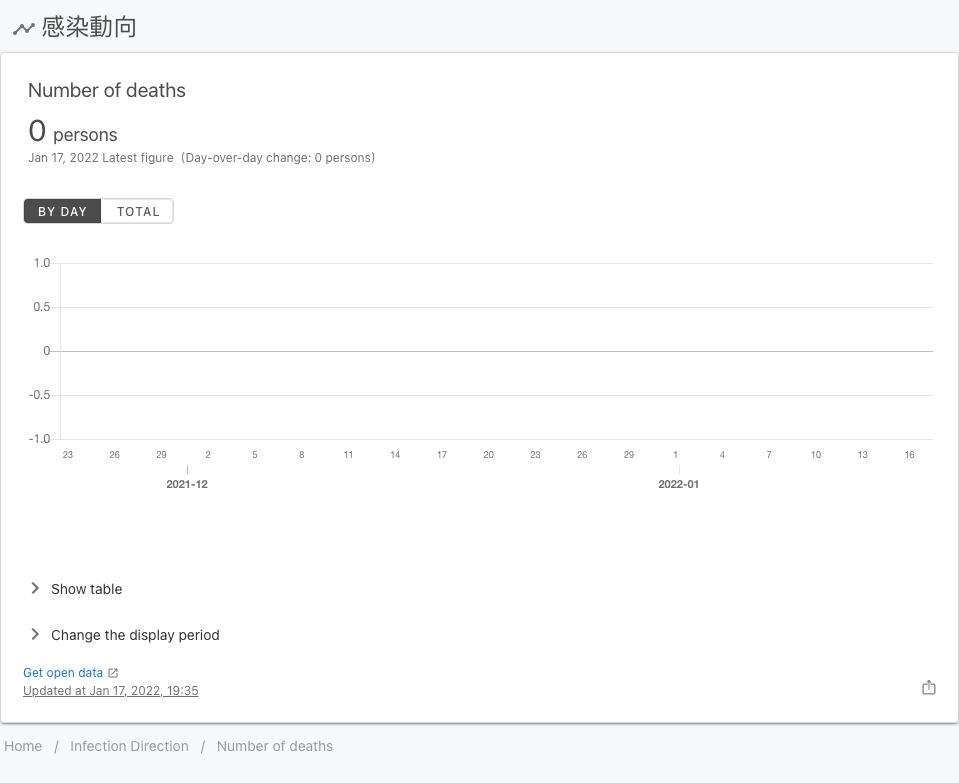 感染動向
Number of deaths
0 persons
Jan 17, 2022 Latest figure (Day-over-day change: 0 persons)
BY DAY TOTAL
1.0
0.5
0
-0.5
-1.0
23 26 29 2 5 8 11 14 17 20 23 26 29 1 4 7 10 13 16
2021-12 2022-01
Show table
Change the display period
Get open data
Updated at Jan 17, 2022, 19:35
Home / Infection Direction / Number of deaths